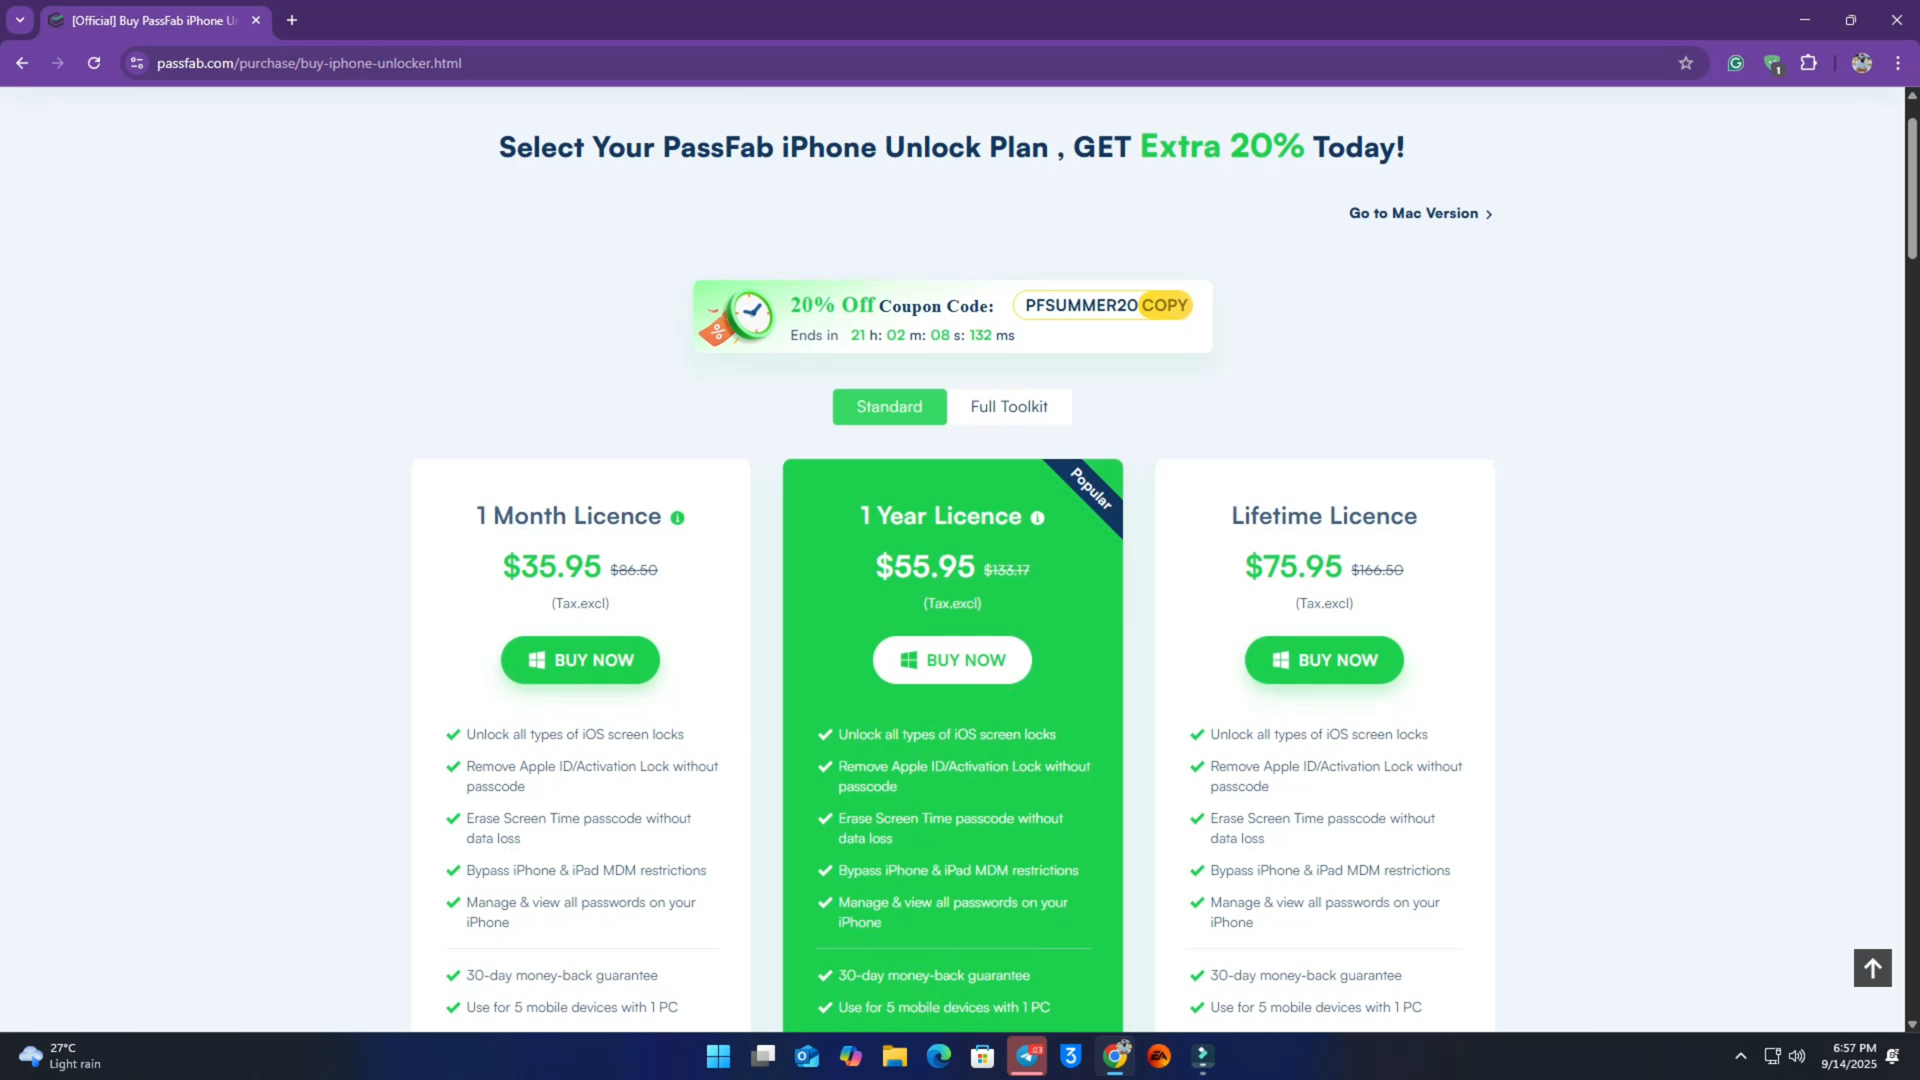 [Official] Buy PassFab iPhone Un
passfab.com/purchase/buy-iphone-unlocker.html
1
Select Your PassFab iPhone Unlock Plan , GET Extra 20% Today!
Go to Mac Version
20% Off Coupon Code: PFSUMMER20 COPY
Ends in 21 h: 02 m: 08 s: 132 ms
Standard Full Toolkit
1 Month Licence
$35.95 $86.50
(Tax.excl)
BUY NOW
Unlock all types of iOS screen locks
Remove Apple ID/Activation Lock without
passcode
Erase Screen Time passcode without
data loss
Bypass iPhone & iPad MDM restrictions
Manage & view all passwords on your
iPhone
30-day money-back guarantee
Use for 5 mobile devices with 1 PC
Popular
1 Year Licence
$55.95 $133.17
(Tax.excl)
BUY NOW
Unlock all types of iOS screen locks
Remove Apple ID/Activation Lock without
passcode
Erase Screen Time passcode without
data loss
Bypass iPhone & iPad MDM restrictions
Manage & view all passwords on your
iPhone
30-day money-back guarantee
Use for 5 mobile devices with 1 PC
Lifetime Licence
$75.95 $166.50
(Tax.excl)
BUY NOW
Unlock all types of iOS screen locks
Remove Apple ID/Activation Lock without
passcode
Erase Screen Time passcode without
data loss
Bypass iPhone & iPad MDM restrictions
Manage & view all passwords on your
iPhone
30-day money-back guarantee
Use for 5 mobile devices with 1 PC
27°C
Light rain
3
EA
6:57 PM
9/14/2025